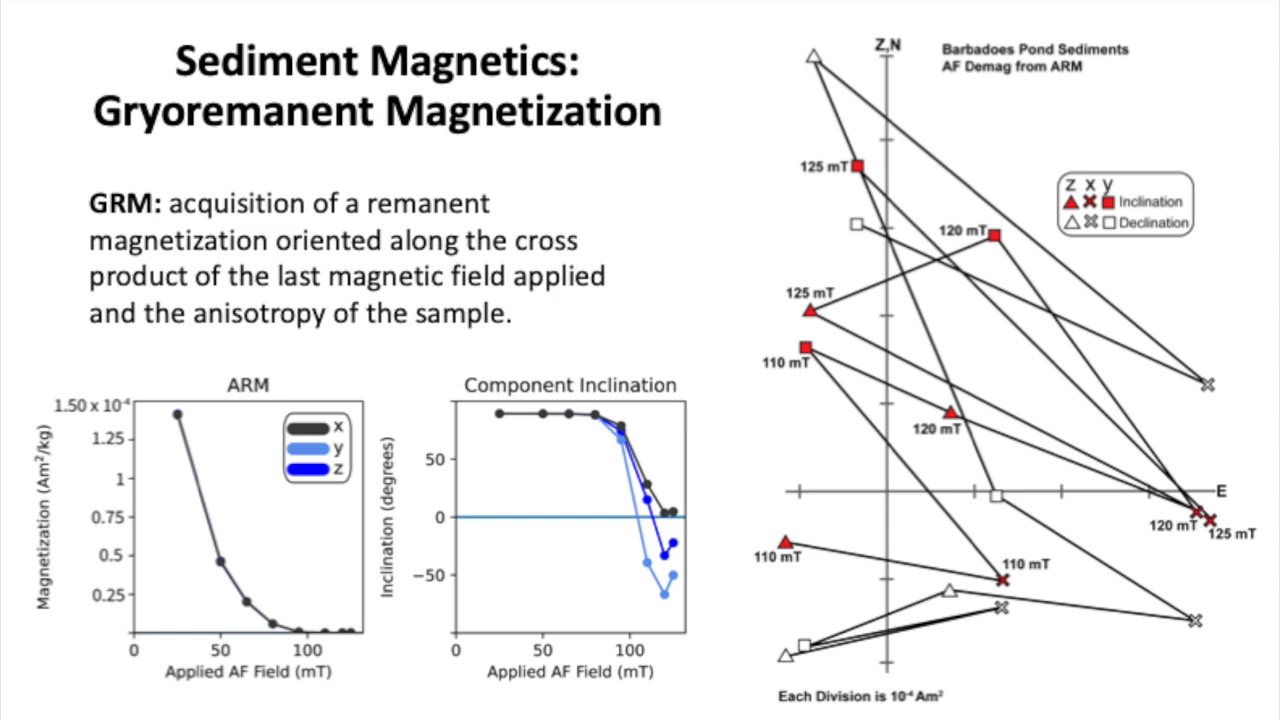 Sediment Magnetics:
Gryoremanent Magnetization
GRM: acquisition of a remanent
magnetization oriented along the cross
product of the last magnetic field applied
and the anisotropy of the sample.
ARM
1.50 x 10⁻⁴
1.25
1
0.75
0.5
0.25
Magnetization (Am²/kg)
x
y
z
0 50 100
Applied AF Field (mT)
Component Inclination
50
0
−50
Inclination (degrees)
0 50 100
Applied AF Field (mT)
Z,N
Barbadoes Pond Sediments
AF Demag from ARM
z x y
Inclination
Declination
125 mT
120 mT
125 mT
110 mT
120 mT
E
120 mT
125 mT
110 mT
110 mT
Each Division is 10⁻⁴ Am²